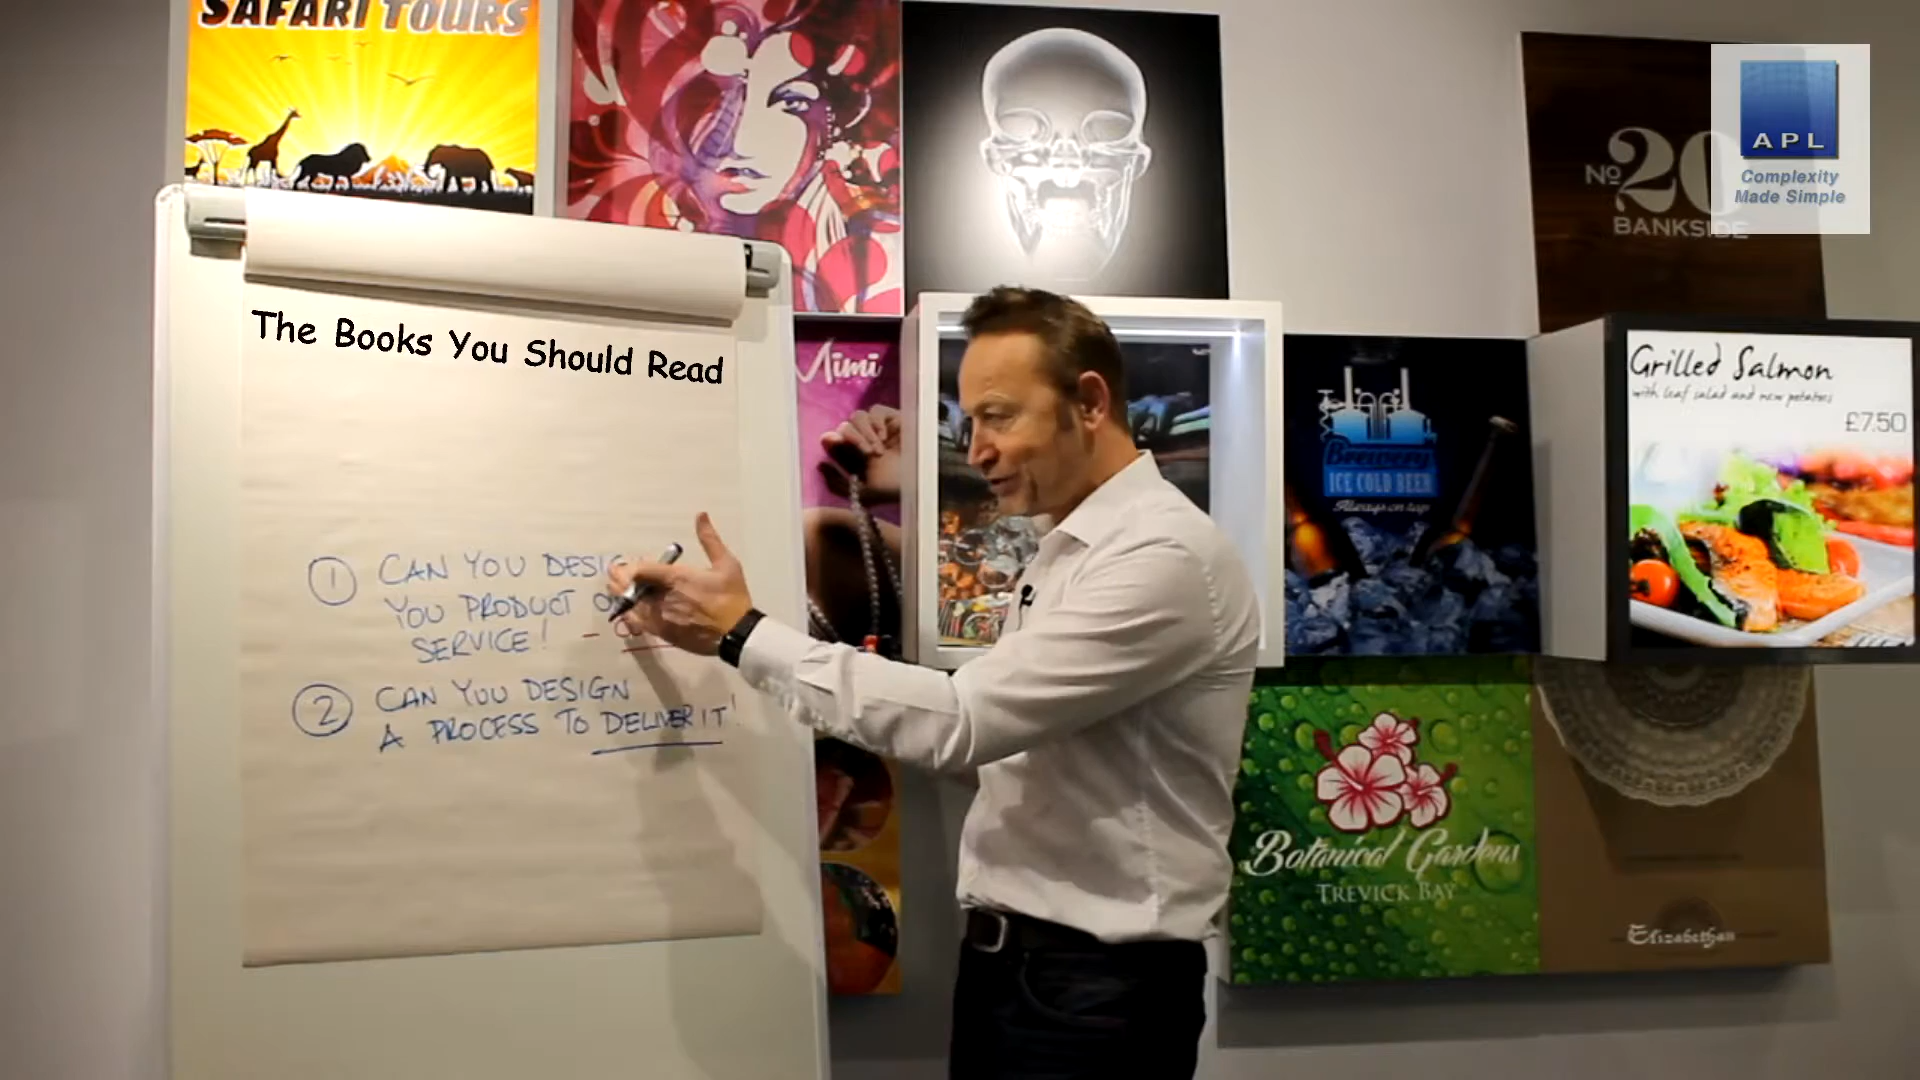 SAFARI TOURS
The Books You Should Read
1 CAN YOU DESIG
YOU PRODUCT
SERVICE! -
2 CAN YOU DESIGN
A PROCESS TO DELIVER IT!
Mimi
Brewery
ICE COLD BEER
Always on tap
No 20
BANKSIDE
APL
Complexity
Made Simple
Grilled Salmon
with leaf salad and new potatoes
£7.50
Botanical Gardens
TREVICK BAY
Elizabethan